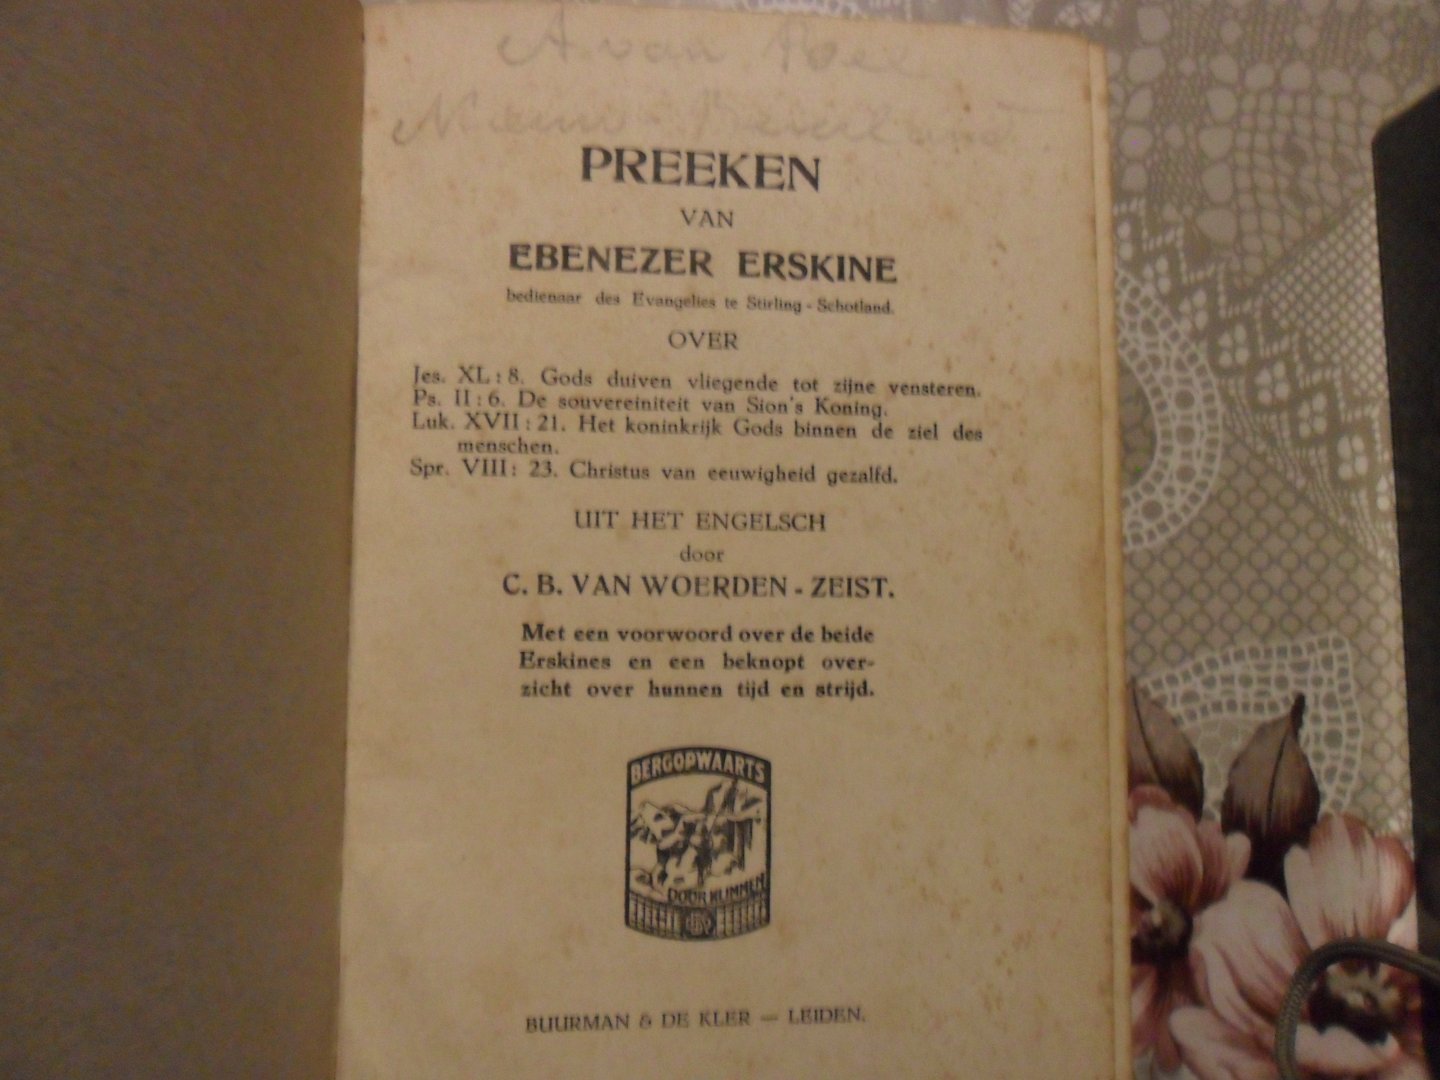 A. van
Nieuw-
PREEKEN
VAN
EBENEZER ERSKINE
bedienaar des Evangelies te Stirling - Schotland.
OVER
Jes. XL : 8. Gods duiven vliegende tot zijne vensteren.
Ps. II : 6. De souvereiniteit van Sion's Koning.
Luk. XVII : 21. Het koninkrijk Gods binnen de ziel des
menschen.
Spr. VIII : 23. Christus van eeuwigheid gezalfd.
UIT HET ENGELSCH
door
C. B. VAN WOERDEN - ZEIST.
Met een voorwoord over de beide
Erskines en een beknopt over-
zicht over hunnen tijd en strijd.
BERGOPWAARTS
DOOR KLIMMEN
BUURMAN & DE KLER — LEIDEN.